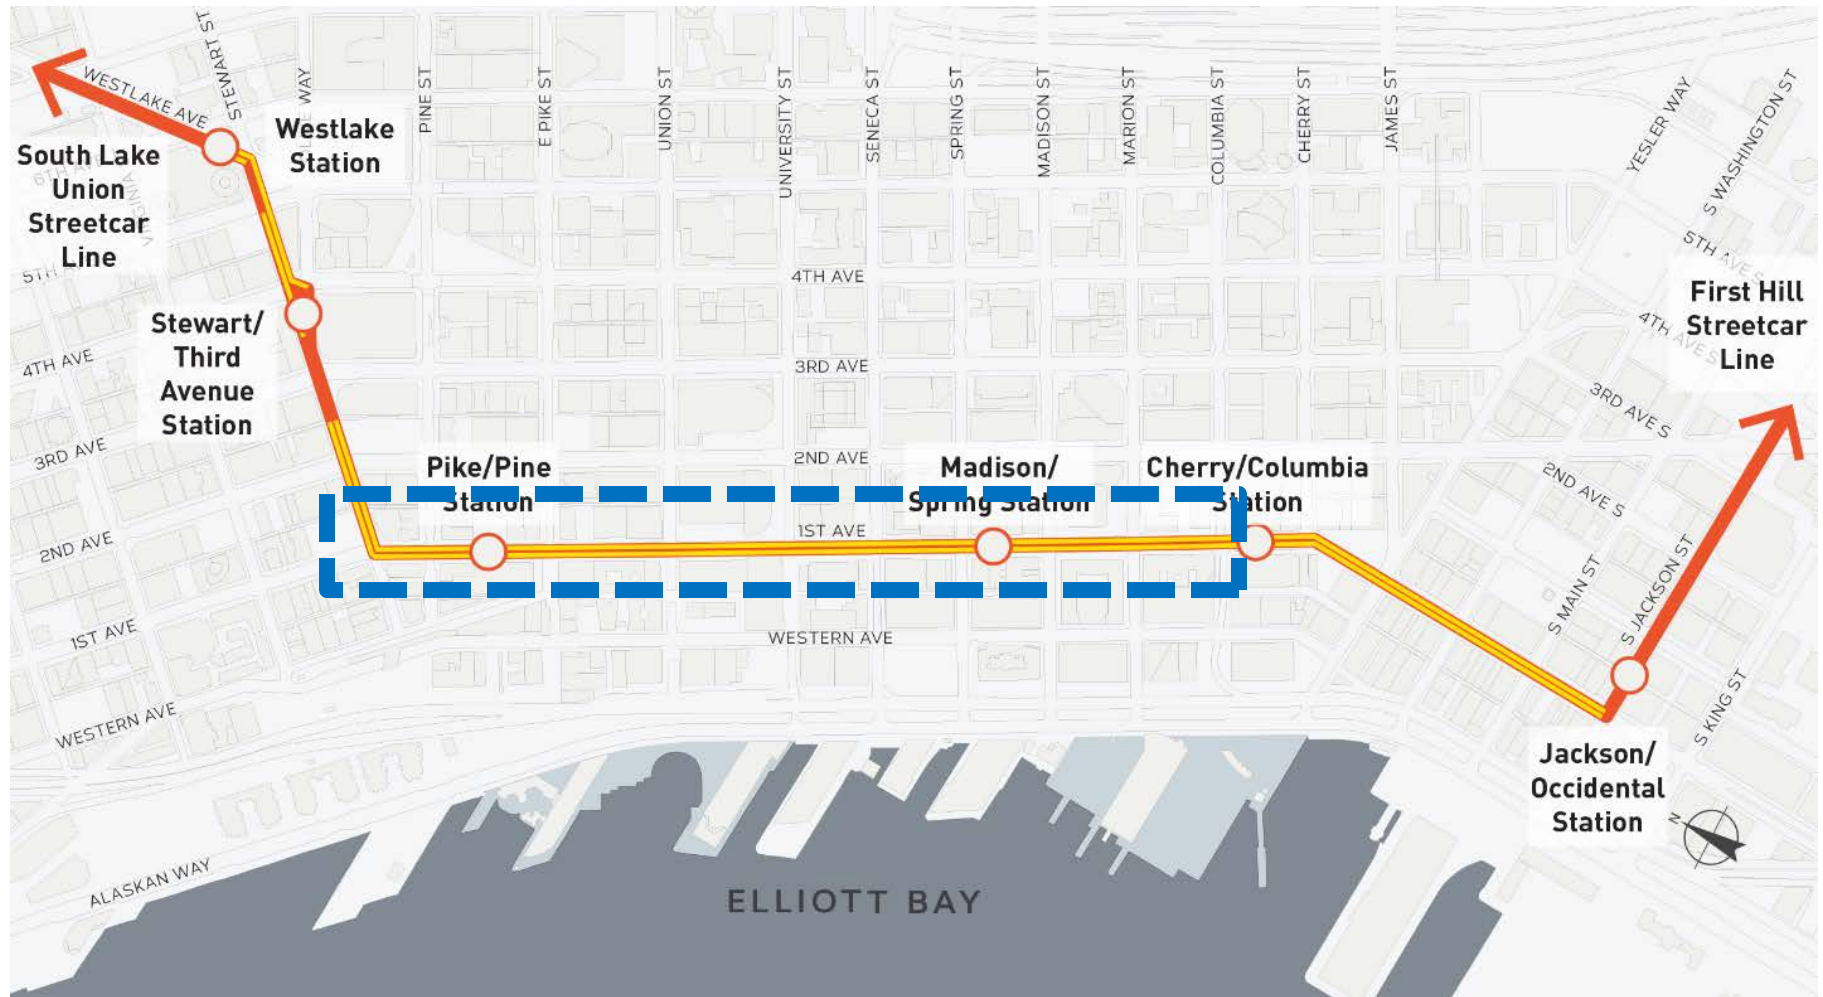 STEWART ST
WESTLAKE AVE
WAY
PINE ST
E PIKE ST
UNION ST
UNIVERSITY ST
SENECA ST
SPRING ST
MADISON ST
MARION ST
COLUMBIA ST
CHERRY ST
JAMES ST
YESLER WAY
S WASHINGTON ST
STEWART ST
Westlake
Station
South Lake
Union
Streetcar
Line
6TH AVE
5TH
5TH AVE S
4TH AVE
First Hill
Streetcar
Line
Stewart/
Third
Avenue
Station
4TH AVE
4TH AVE S
3RD AVE
3RD AVE S
3RD AVE
2ND AVE
Pike/Pine
Station
Madison/
Spring Station
Cherry/Columbia
Station
2ND AVE S
1ST AVE
2ND AVE
S MAIN ST
S JACKSON ST
1ST AVE
WESTERN AVE
WESTERN AVE
S KING ST
Jackson/
Occidental
Station
N
ALASKAN WAY
ELLIOTT BAY